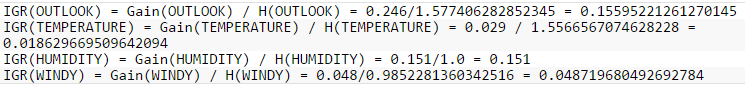 IGR(OUTLOOK) = Gain(OUTLOOK) / H(OUTLOOK) = 0.246/1.577406282852345 = 0.15595221261270145
IGR(TEMPERATURE) = Gain(TEMPERATURE) / H(TEMPERATURE) = 0.029 / 1.5566567074628228 =
0.018629669509642094
IGR(HUMIDITY) = Gain(HUMIDITY) / H(HUMIDITY) = 0.151/1.0 = 0.151
IGR(WINDY) = Gain(WINDY) / H(WINDY) = 0.048/0.9852281360342516 = 0.048719680492692784